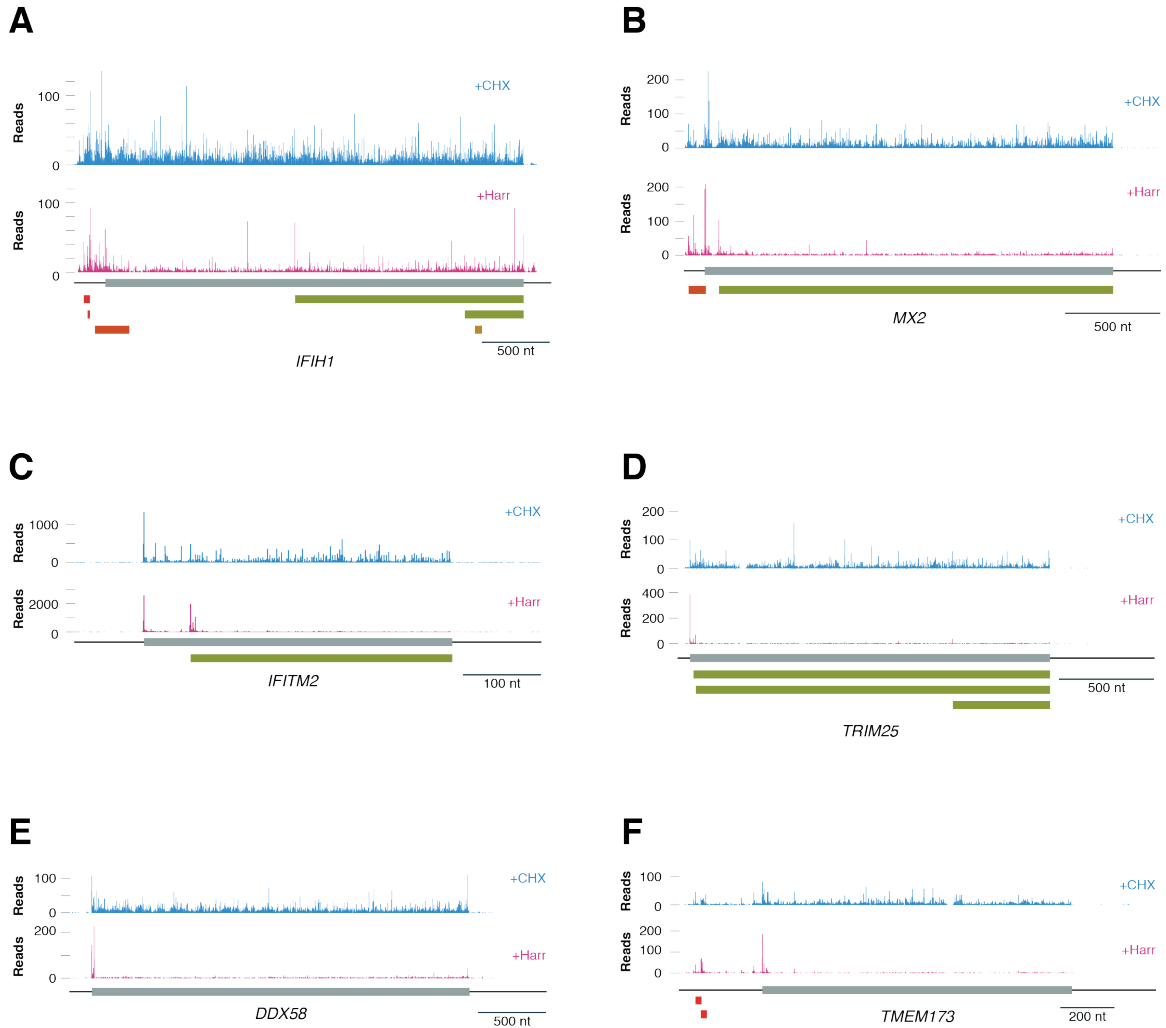 A
+CHX
Reads
100
0
+Harr
Reads
100
0
500 nt
IFIH1
B
+CHX
Reads
200
100
0
+Harr
Reads
200
100
0
MX2
500 nt
C
+CHX
Reads
1000
0
+Harr
Reads
2000
0
IFITM2
100 nt
D
+CHX
Reads
200
100
0
+Harr
Reads
400
200
0
500 nt
TRIM25
E
+CHX
Reads
100
0
+Harr
Reads
200
0
DDX58
500 nt
F
+CHX
Reads
100
0
+Harr
Reads
200
100
0
TMEM173
200 nt